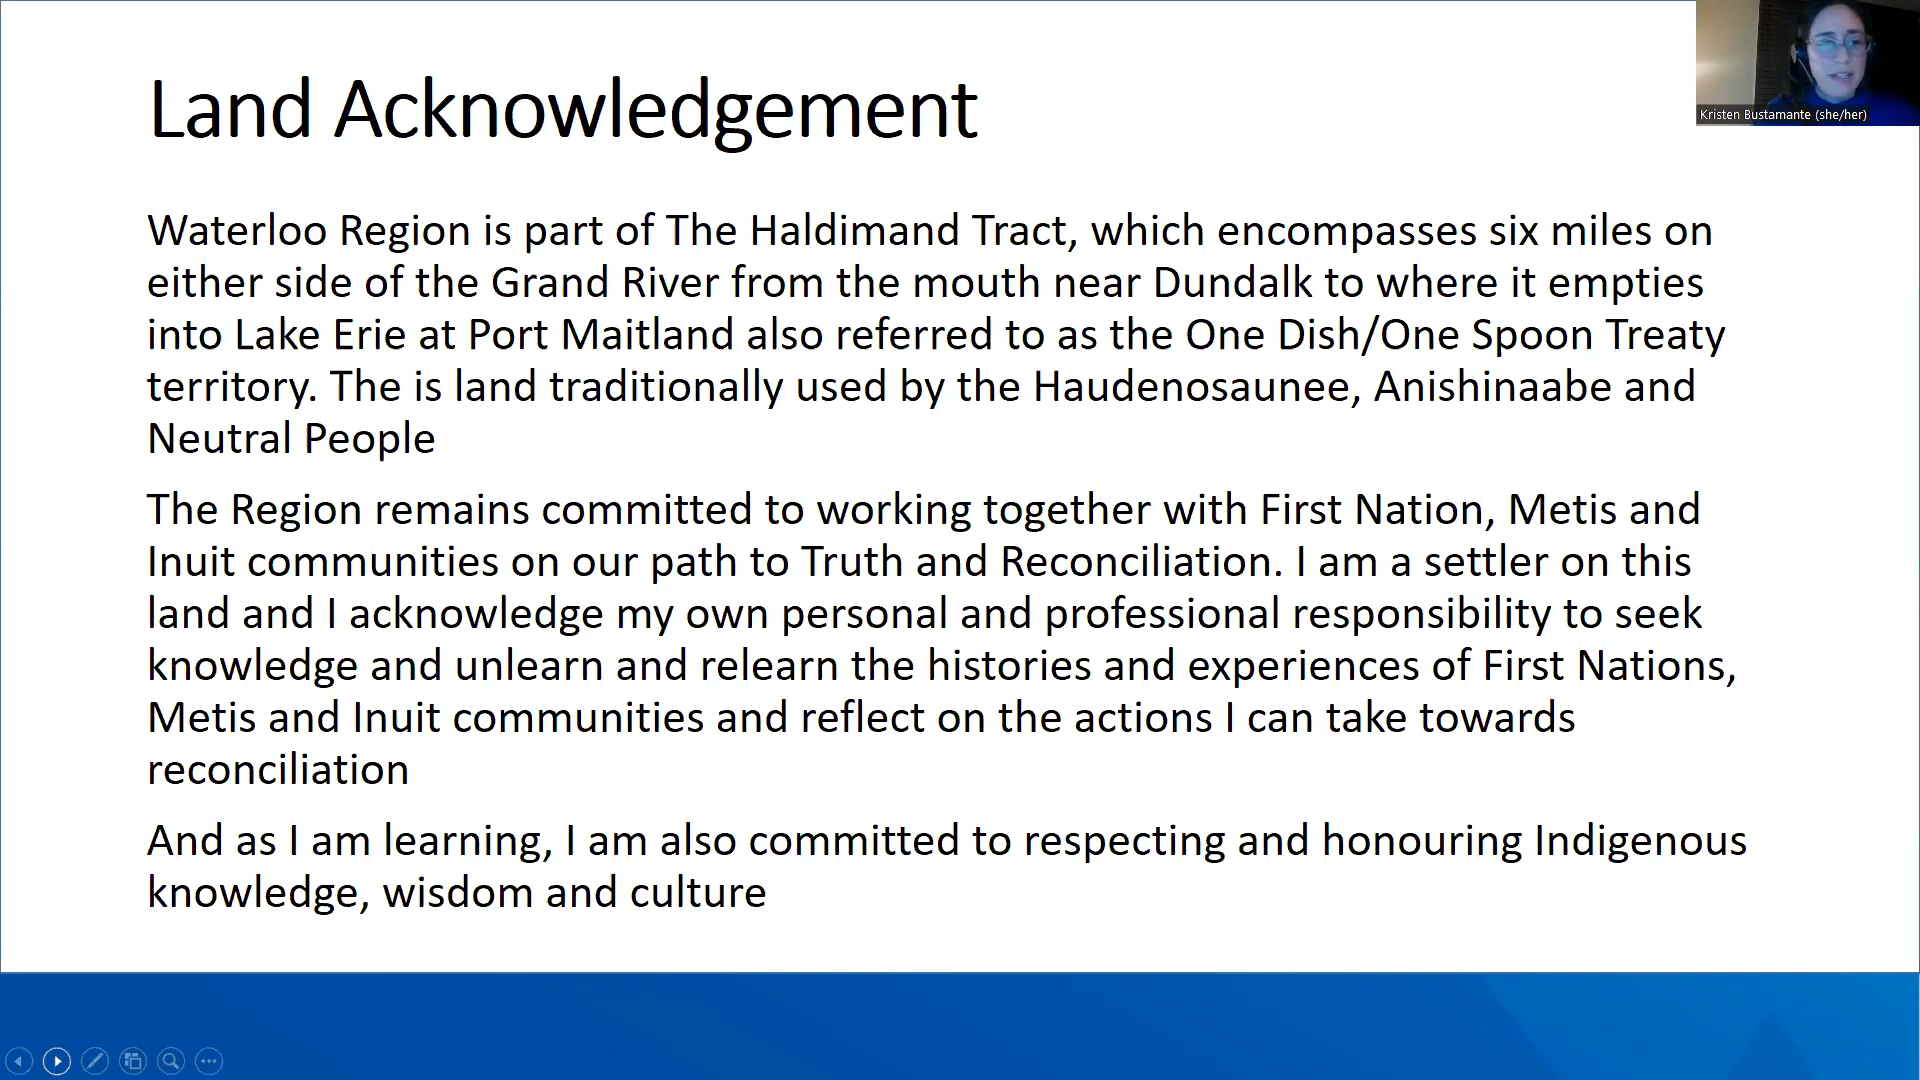 Land Acknowledgement
Kristen Bustamante (she/her)
Waterloo Region is part of The Haldimand Tract, which encompasses six miles on
either side of the Grand River from the mouth near Dundalk to where it empties
into Lake Erie at Port Maitland also referred to as the One Dish/One Spoon Treaty
territory. The is land traditionally used by the Haudenosaunee, Anishinaabe and
Neutral People
The Region remains committed to working together with First Nation, Metis and
Inuit communities on our path to Truth and Reconciliation. I am a settler on this
land and I acknowledge my own personal and professional responsibility to seek
knowledge and unlearn and relearn the histories and experiences of First Nations,
Metis and Inuit communities and reflect on the actions I can take towards
reconciliation
And as I am learning, I am also committed to respecting and honouring Indigenous
knowledge, wisdom and culture